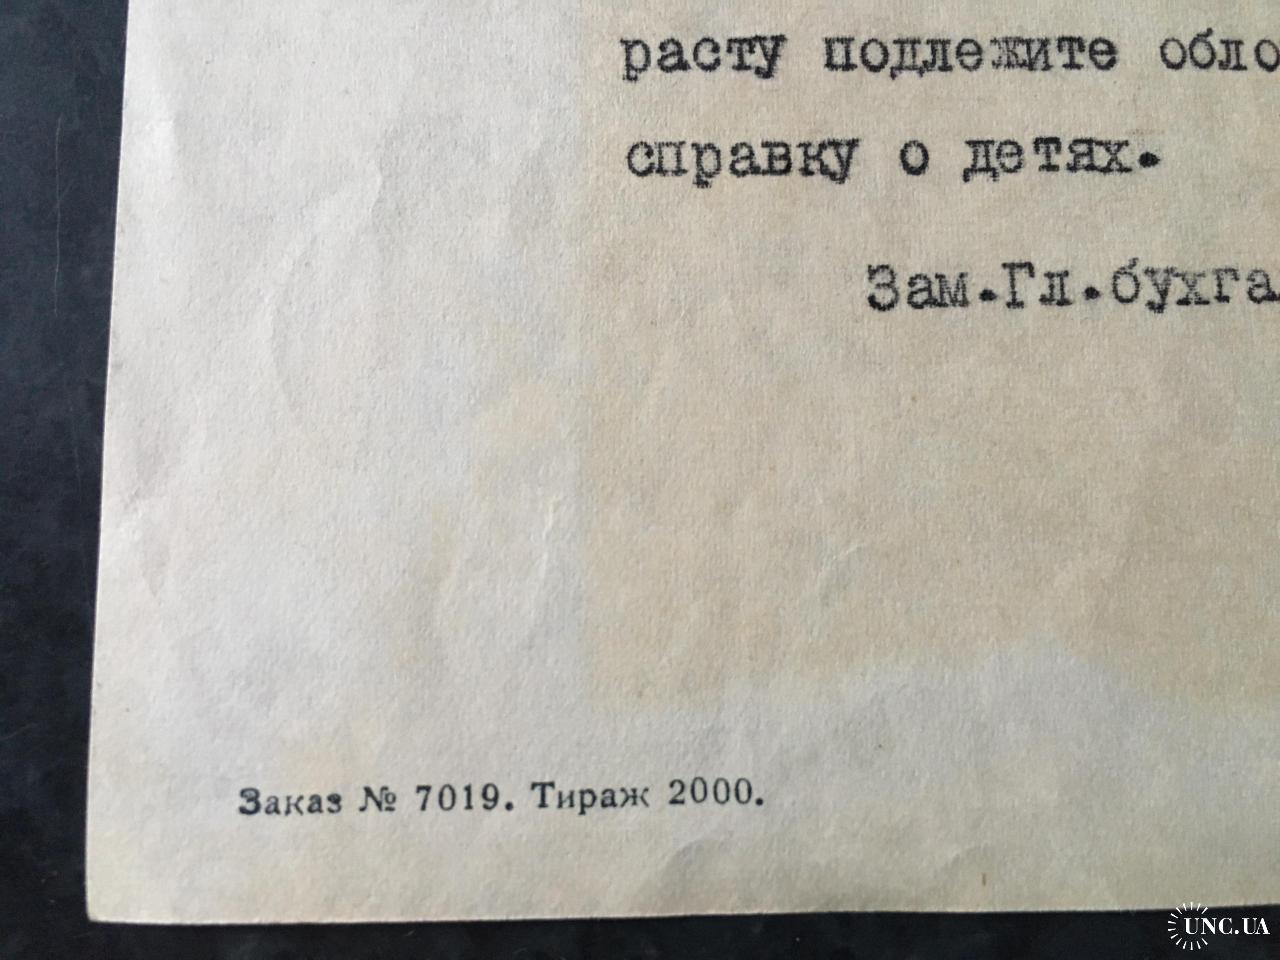 расту подлежите обло
справку о детях.
Зам.Гл.бухга
Заказ № 7019. Тираж 2000.
UNC.UA